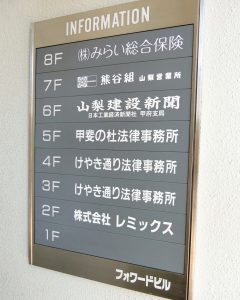 INFORMATION
8F ㈱みらい総合保険
7F 熊谷組 山梨営業所
6F 山梨建設新聞
日本工業経済新聞社 甲府支局
5F 甲斐の杜法律事務所
4F けやき通り法律事務所
3F けやき通り法律事務所
2F 株式会社 レミックス
1F
フォワードビル